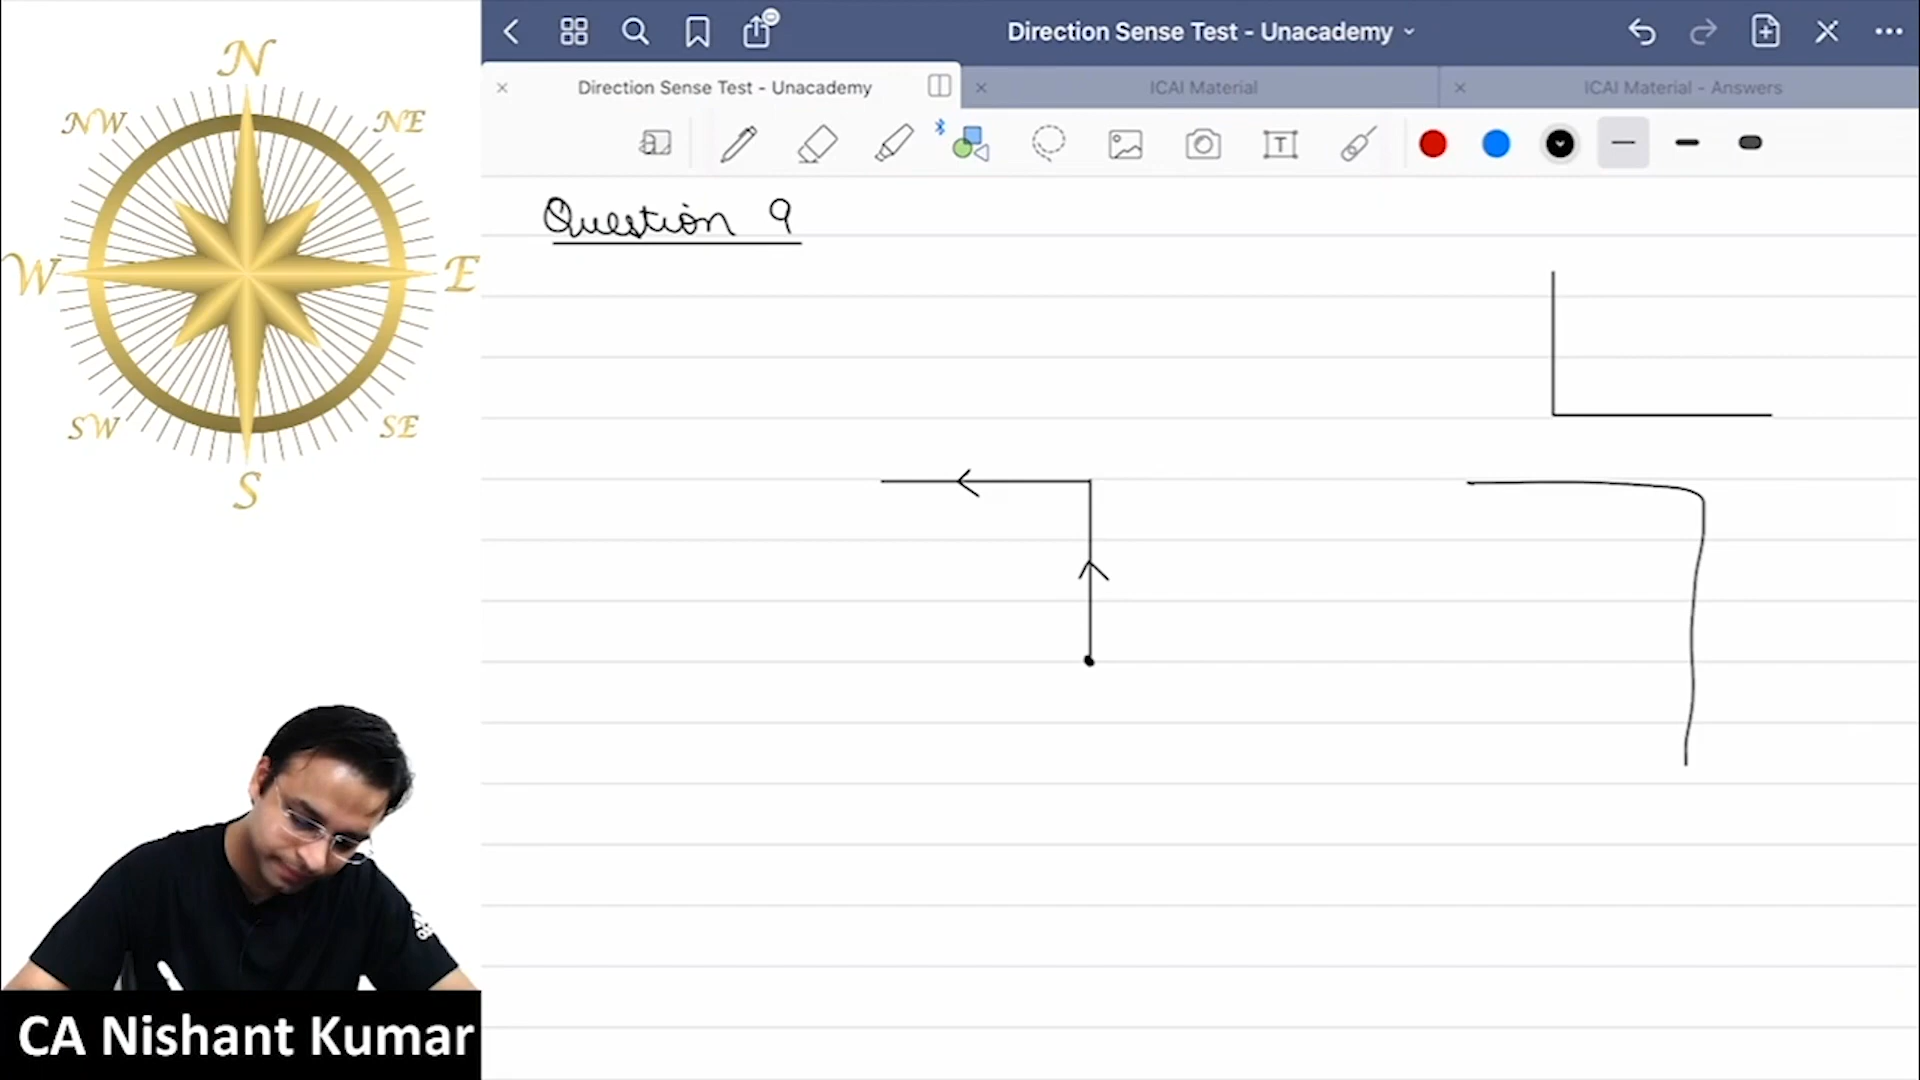 Direction Sense Test - Unacademy
Direction Sense Test - Unacademy
ICAI Material
ICAI Material - Answers
a
T
Question 9
N
NW
NE
W
E
SW
SE
S
CA Nishant Kumar